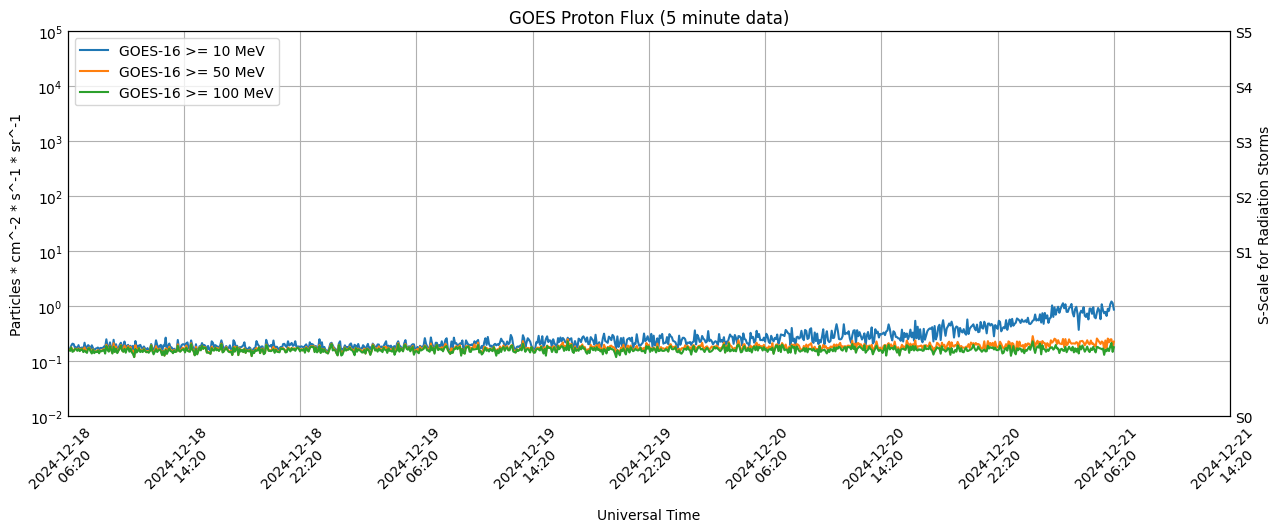 GOES Proton Flux (5 minute data)
GOES-16 >= 10 MeV
GOES-16 >= 50 MeV
GOES-16 >= 100 MeV
Particles * cm^-2 * s^-1 * sr^-1
10^5
10^4
10^3
10^2
10^1
10^0
10^-1
10^-2
S5
S4
S3
S2
S1
S0
S-Scale for Radiation Storms
2024-12-18
06:20
2024-12-18
14:20
2024-12-18
22:20
2024-12-19
06:20
2024-12-19
14:20
2024-12-19
22:20
2024-12-20
06:20
2024-12-20
14:20
2024-12-20
22:20
2024-12-21
06:20
2024-12-21
14:20
Universal Time